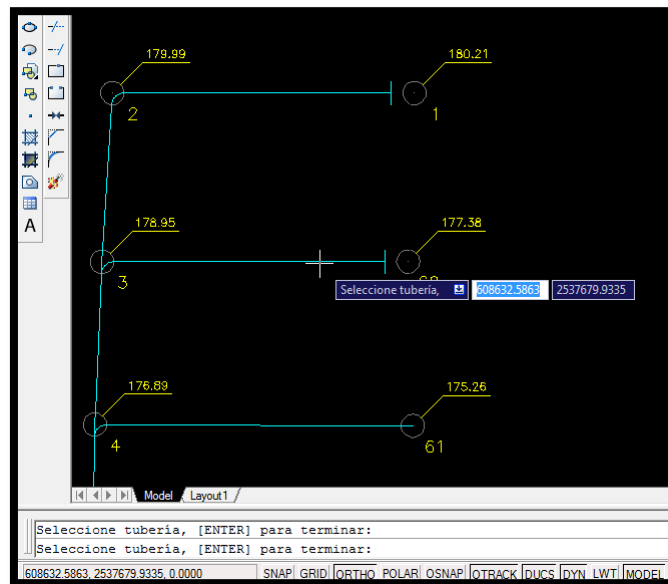 179.99
180.21
2
1
178.95
177.38
3
Seleccione tubería,
608632.5863
2537679.9335
176.89
175.26
4
61
A
Model
Layout1
Seleccione tubería, [ENTER] para terminar:
Seleccione tubería, [ENTER] para terminar:
608632.5863, 2537679.9335, 0.0000 SNAP GRID ORTHO POLAR OSNAP OTRACK DUCS DYN LWT MODEL